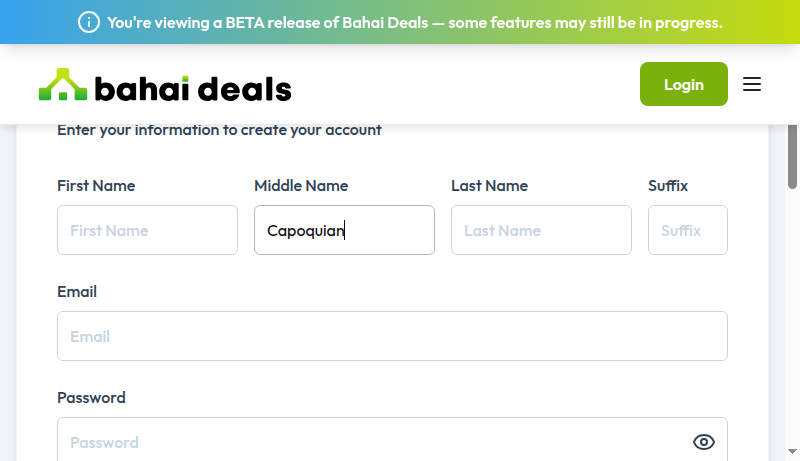 You're viewing a BETA release of Bahai Deals — some features may still be in progress.
bahai deals
Login
Enter your information to create your account
First Name
Middle Name
Last Name
Suffix
First Name
Capoquian
Last Name
Suffix
Email
Email
Password
Password